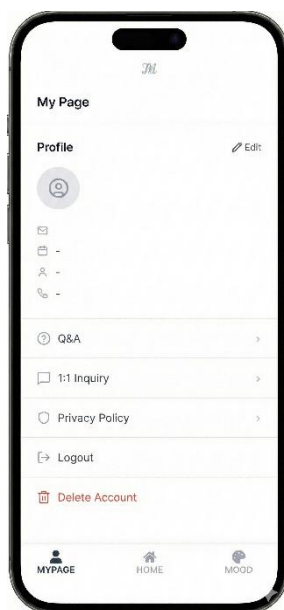 My Page
Profile
Edit
-
-
-
Q&A
1:1 Inquiry
Privacy Policy
Logout
Delete Account
MYPAGE HOME MOOD